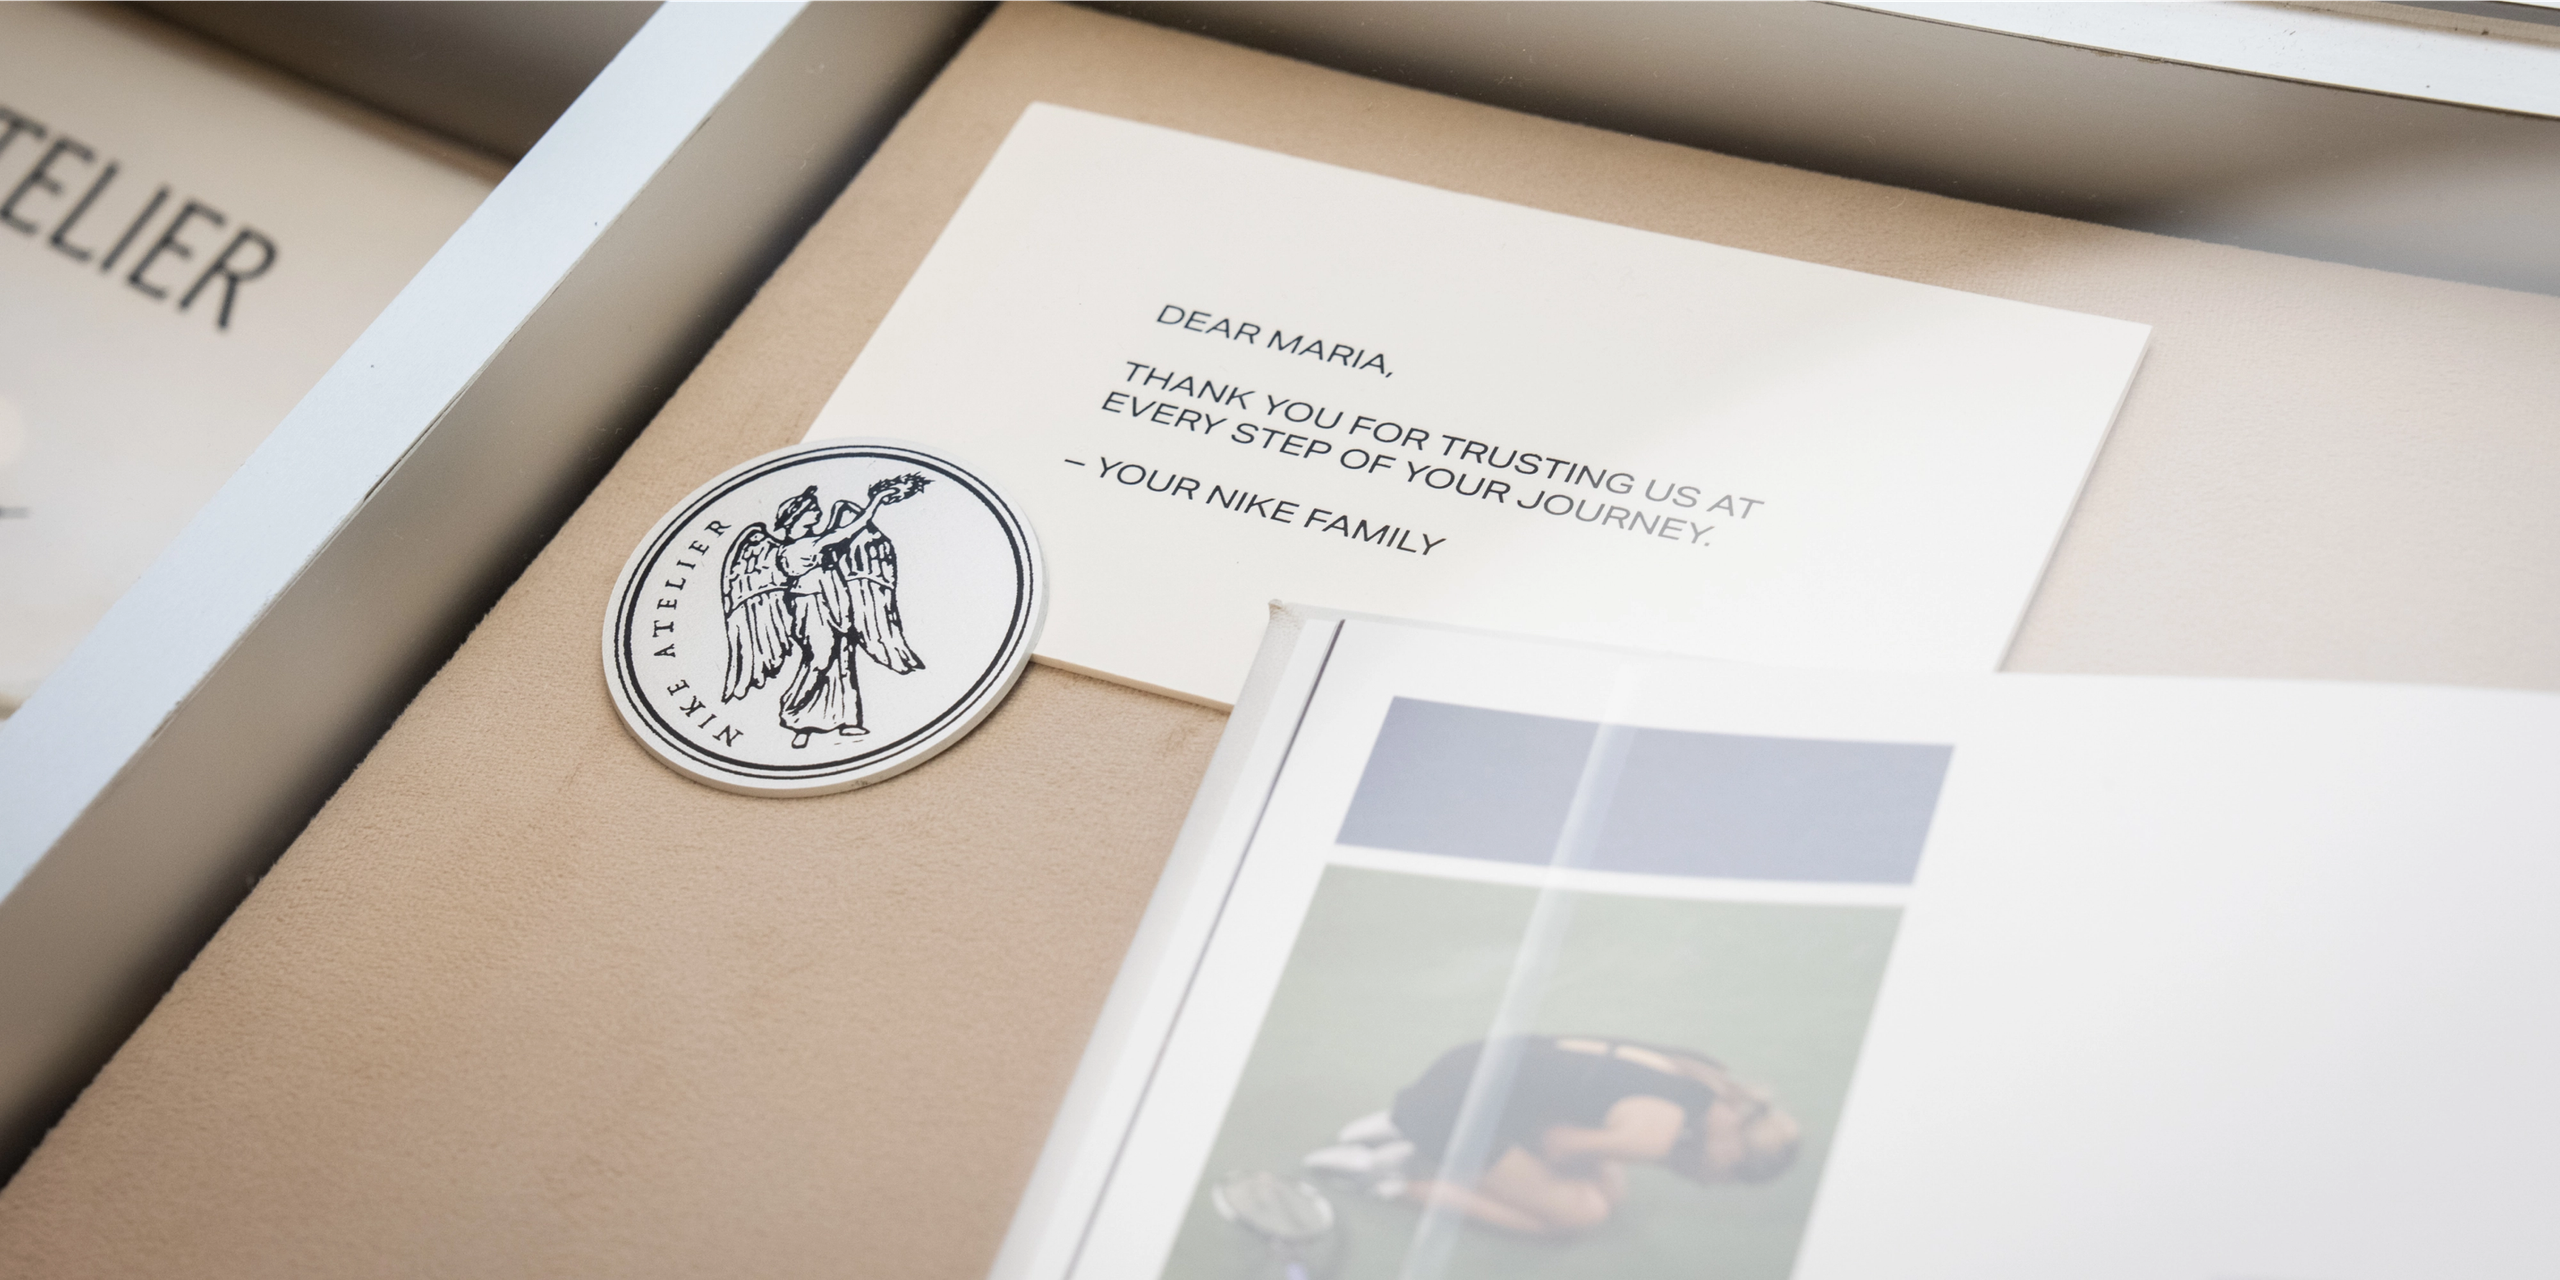 TELIER
DEAR MARIA,
THANK YOU FOR TRUSTING US AT
EVERY STEP OF YOUR JOURNEY.
– YOUR NIKE FAMILY
NIKE ATELIER